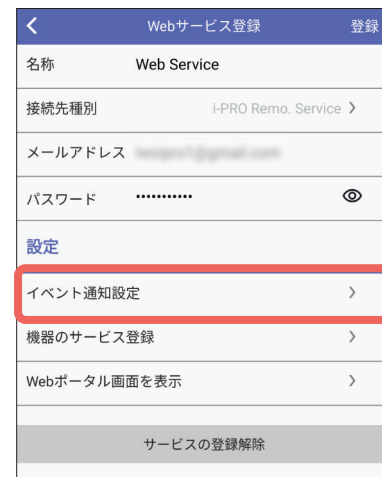 Webサービス登録 登録
名称 Web Service
接続先種別 i-PRO Remo. Service
メールアドレス
パスワード •••••••••••
設定
イベント通知設定
機器のサービス登録
Webポータル画面を表示
サービスの登録解除